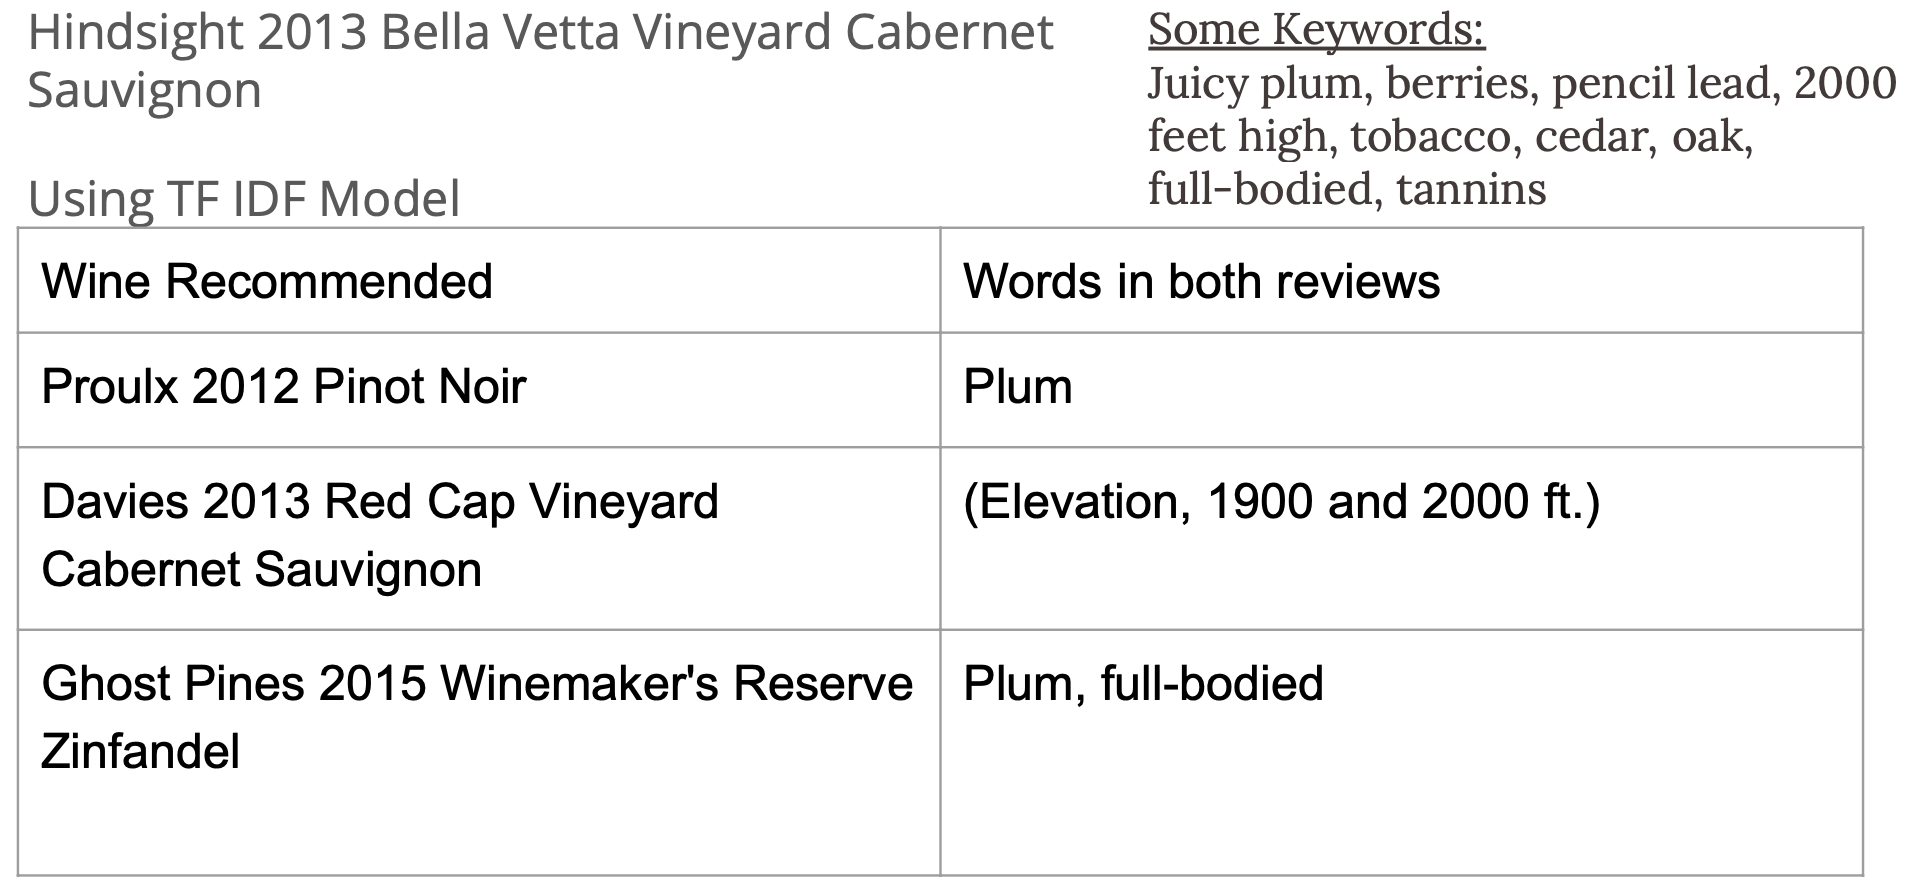 Hindsight 2013 Bella Vetta Vineyard Cabernet
Sauvignon
Using TF IDF Model
Some Keywords:
Juicy plum, berries, pencil lead, 2000
feet high, tobacco, cedar, oak,
full-bodied, tannins
Wine Recommended
Words in both reviews
Proulx 2012 Pinot Noir
Plum
Davies 2013 Red Cap Vineyard
Cabernet Sauvignon
(Elevation, 1900 and 2000 ft.)
Ghost Pines 2015 Winemaker's Reserve
Zinfandel
Plum, full-bodied